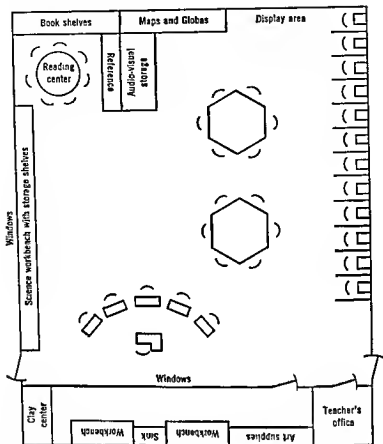 Book shelves
Maps and Globes
Display area
Reading
center
Reference
Audio-visual
storage
Windows
Science workbench with storage shelves
Windows
Clay
center
Workbench
Sink
Workbench
Art supplies
Teacher's
office